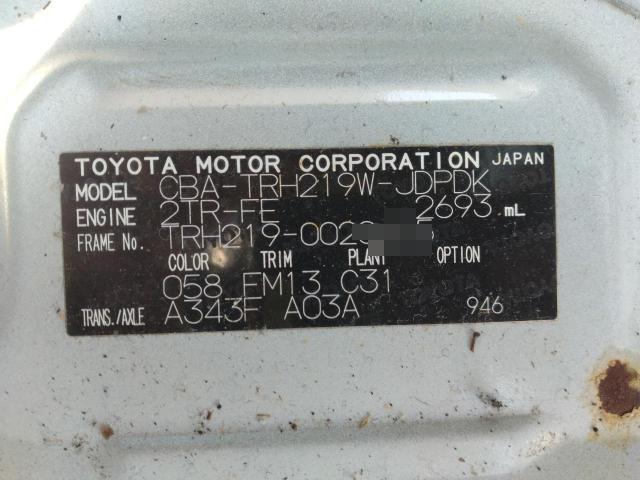 TOYOTA MOTOR CORPORATION JAPAN
MODEL CBA-TRH219W-JDPDK
ENGINE 2TR-FE 2693 mL
FRAME No. TRH219-002
COLOR TRIM PLANT OPTION
058 FM13 C31
TRANS./AXLE A343F A03A 946